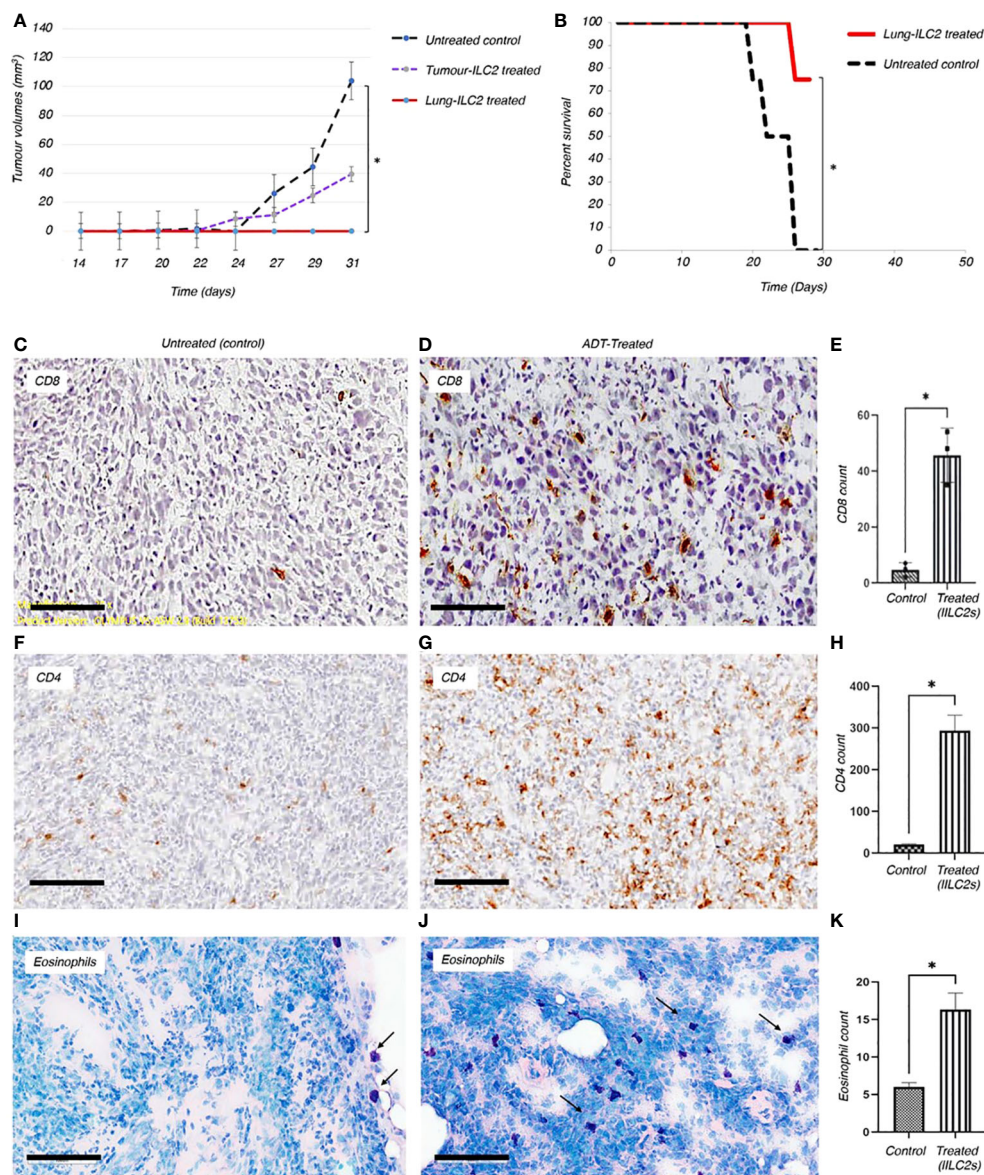 A
B
Tumour volumes (mm³)
140
120
100
80
60
40
20
0
14 17 20 22 24 27 29 31
Time (days)
Untreated control
Tumour-ILC2 treated
Lung-ILC2 treated
*
Percent survival
100
90
80
70
60
50
40
30
20
10
0
0 10 20 30 40 50
Time (Days)
Lung-ILC2 treated
Untreated control
*
C Untreated (control)
CD8
D ADT-Treated
CD8
E
CD8 count
60
40
20
0
*
Control Treated
(IILC2s)
F
CD4
G
CD4
H
CD4 count
400
300
200
100
0
*
Control Treated
(IILC2s)
I
Eosinophils
J
Eosinophils
K
Eosinophil count
20
15
10
5
0
*
Control Treated
(IILC2s)